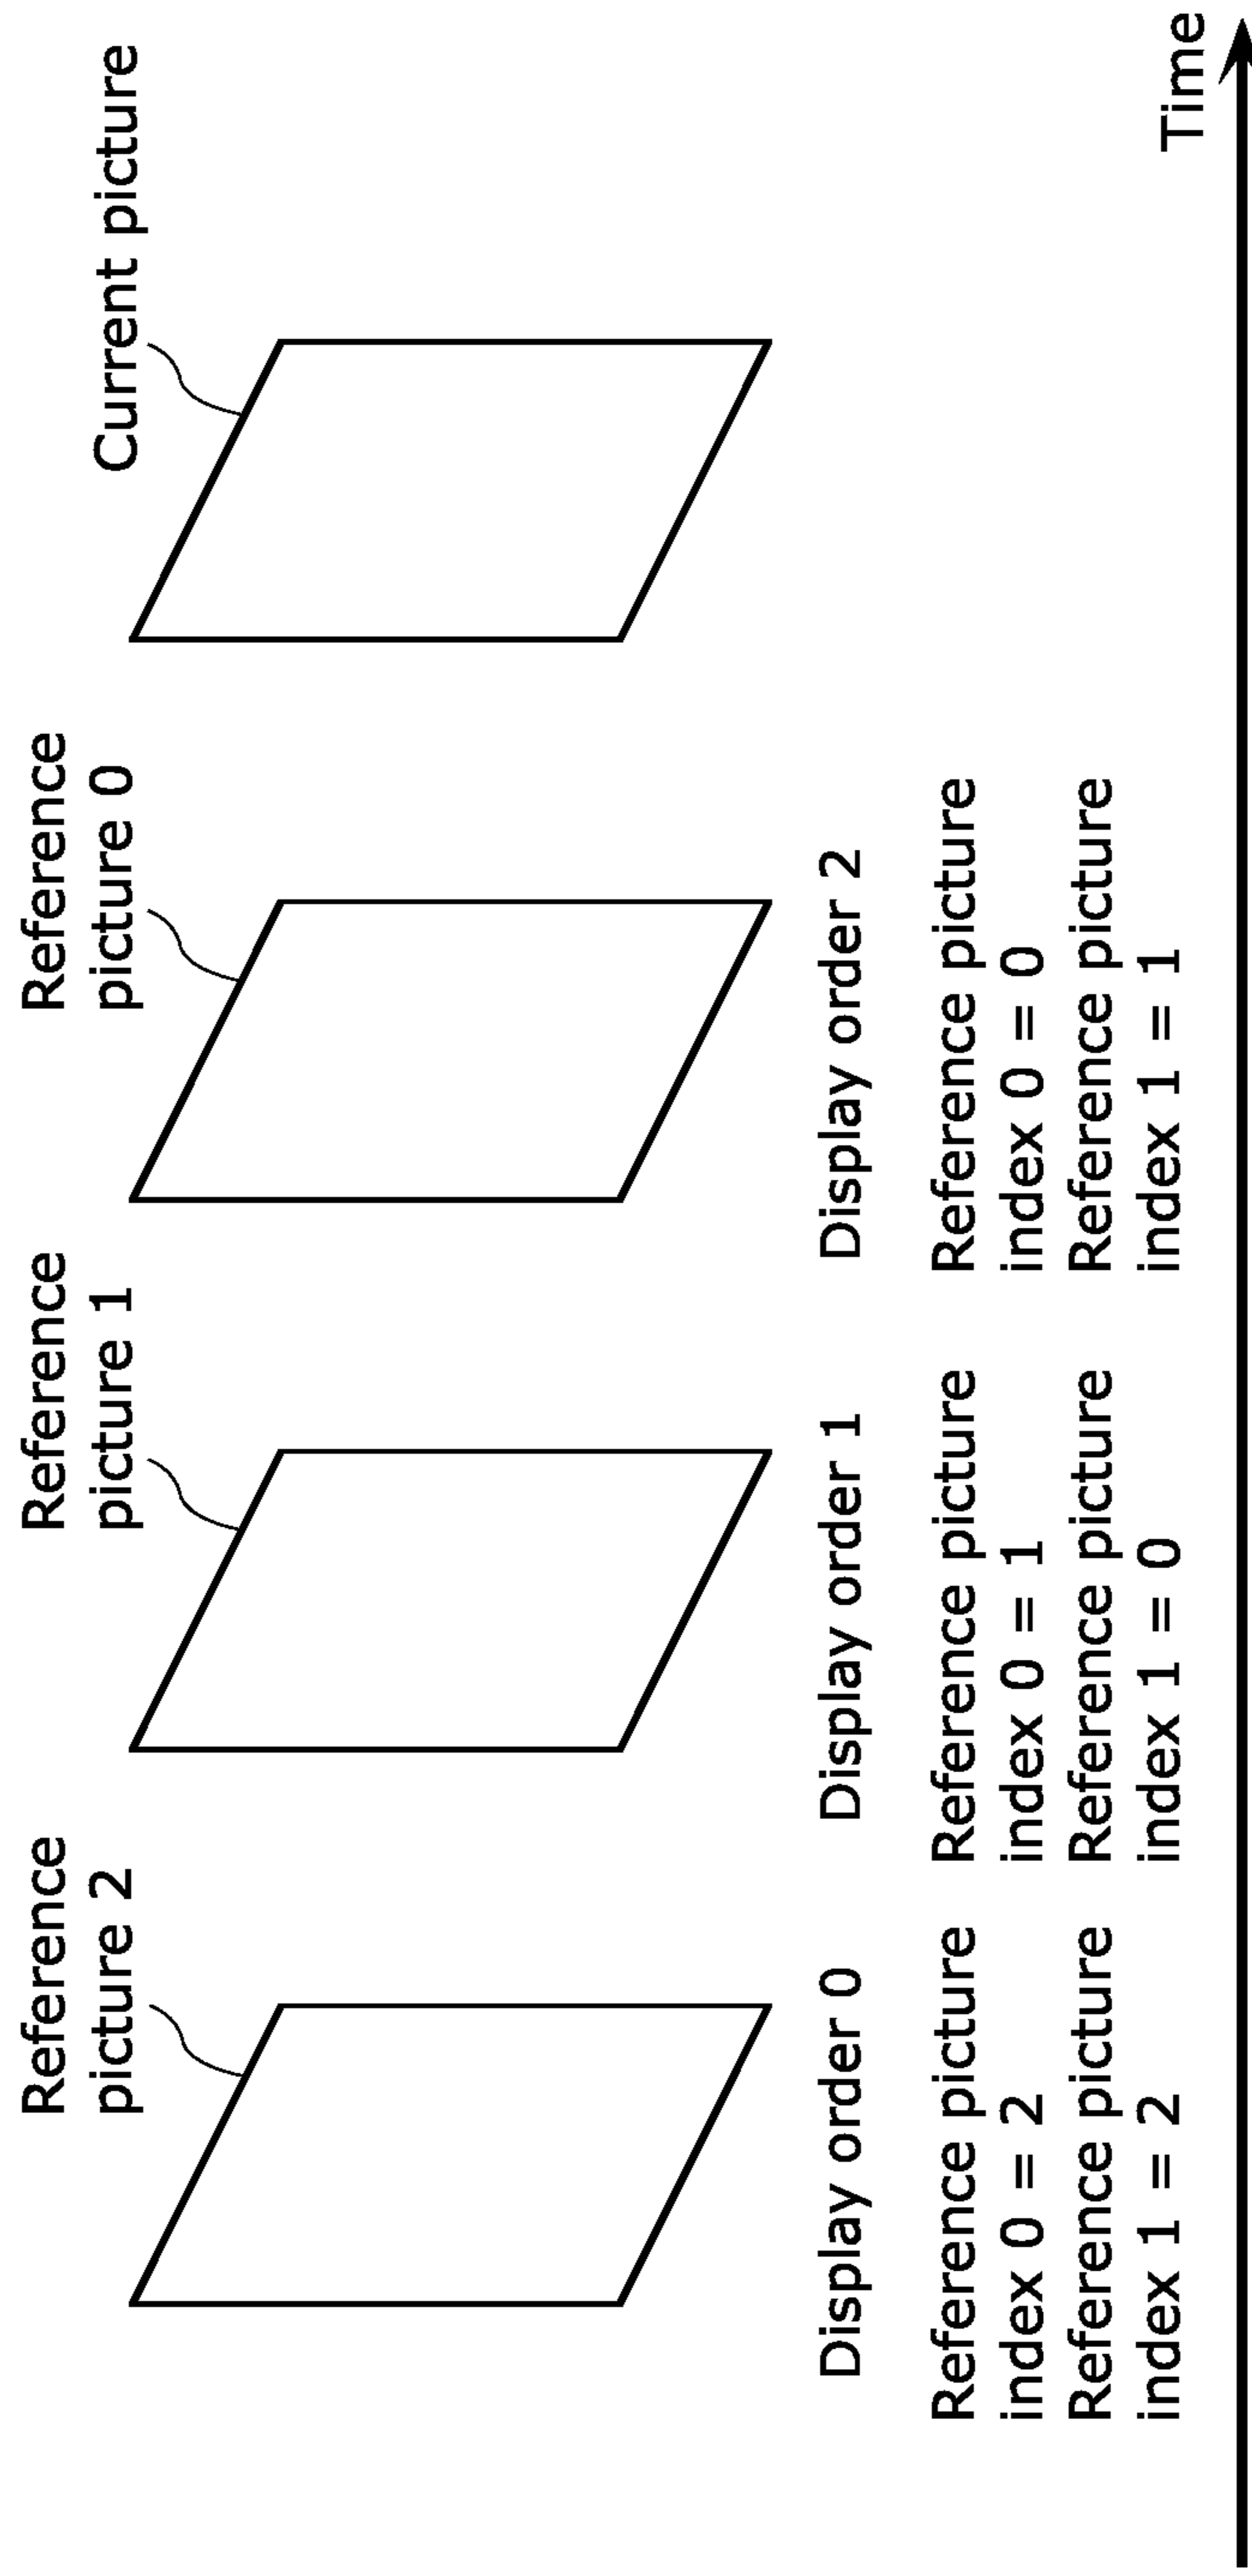 Reference
picture 2
Reference
picture 1
Reference
picture 0
Current picture
Display order 0
Display order 1
Display order 2
Reference picture
index 0 = 2
Reference picture
index 1 = 2
Reference picture
index 0 = 1
Reference picture
index 1 = 0
Reference picture
index 0 = 0
Reference picture
index 1 = 1
Time